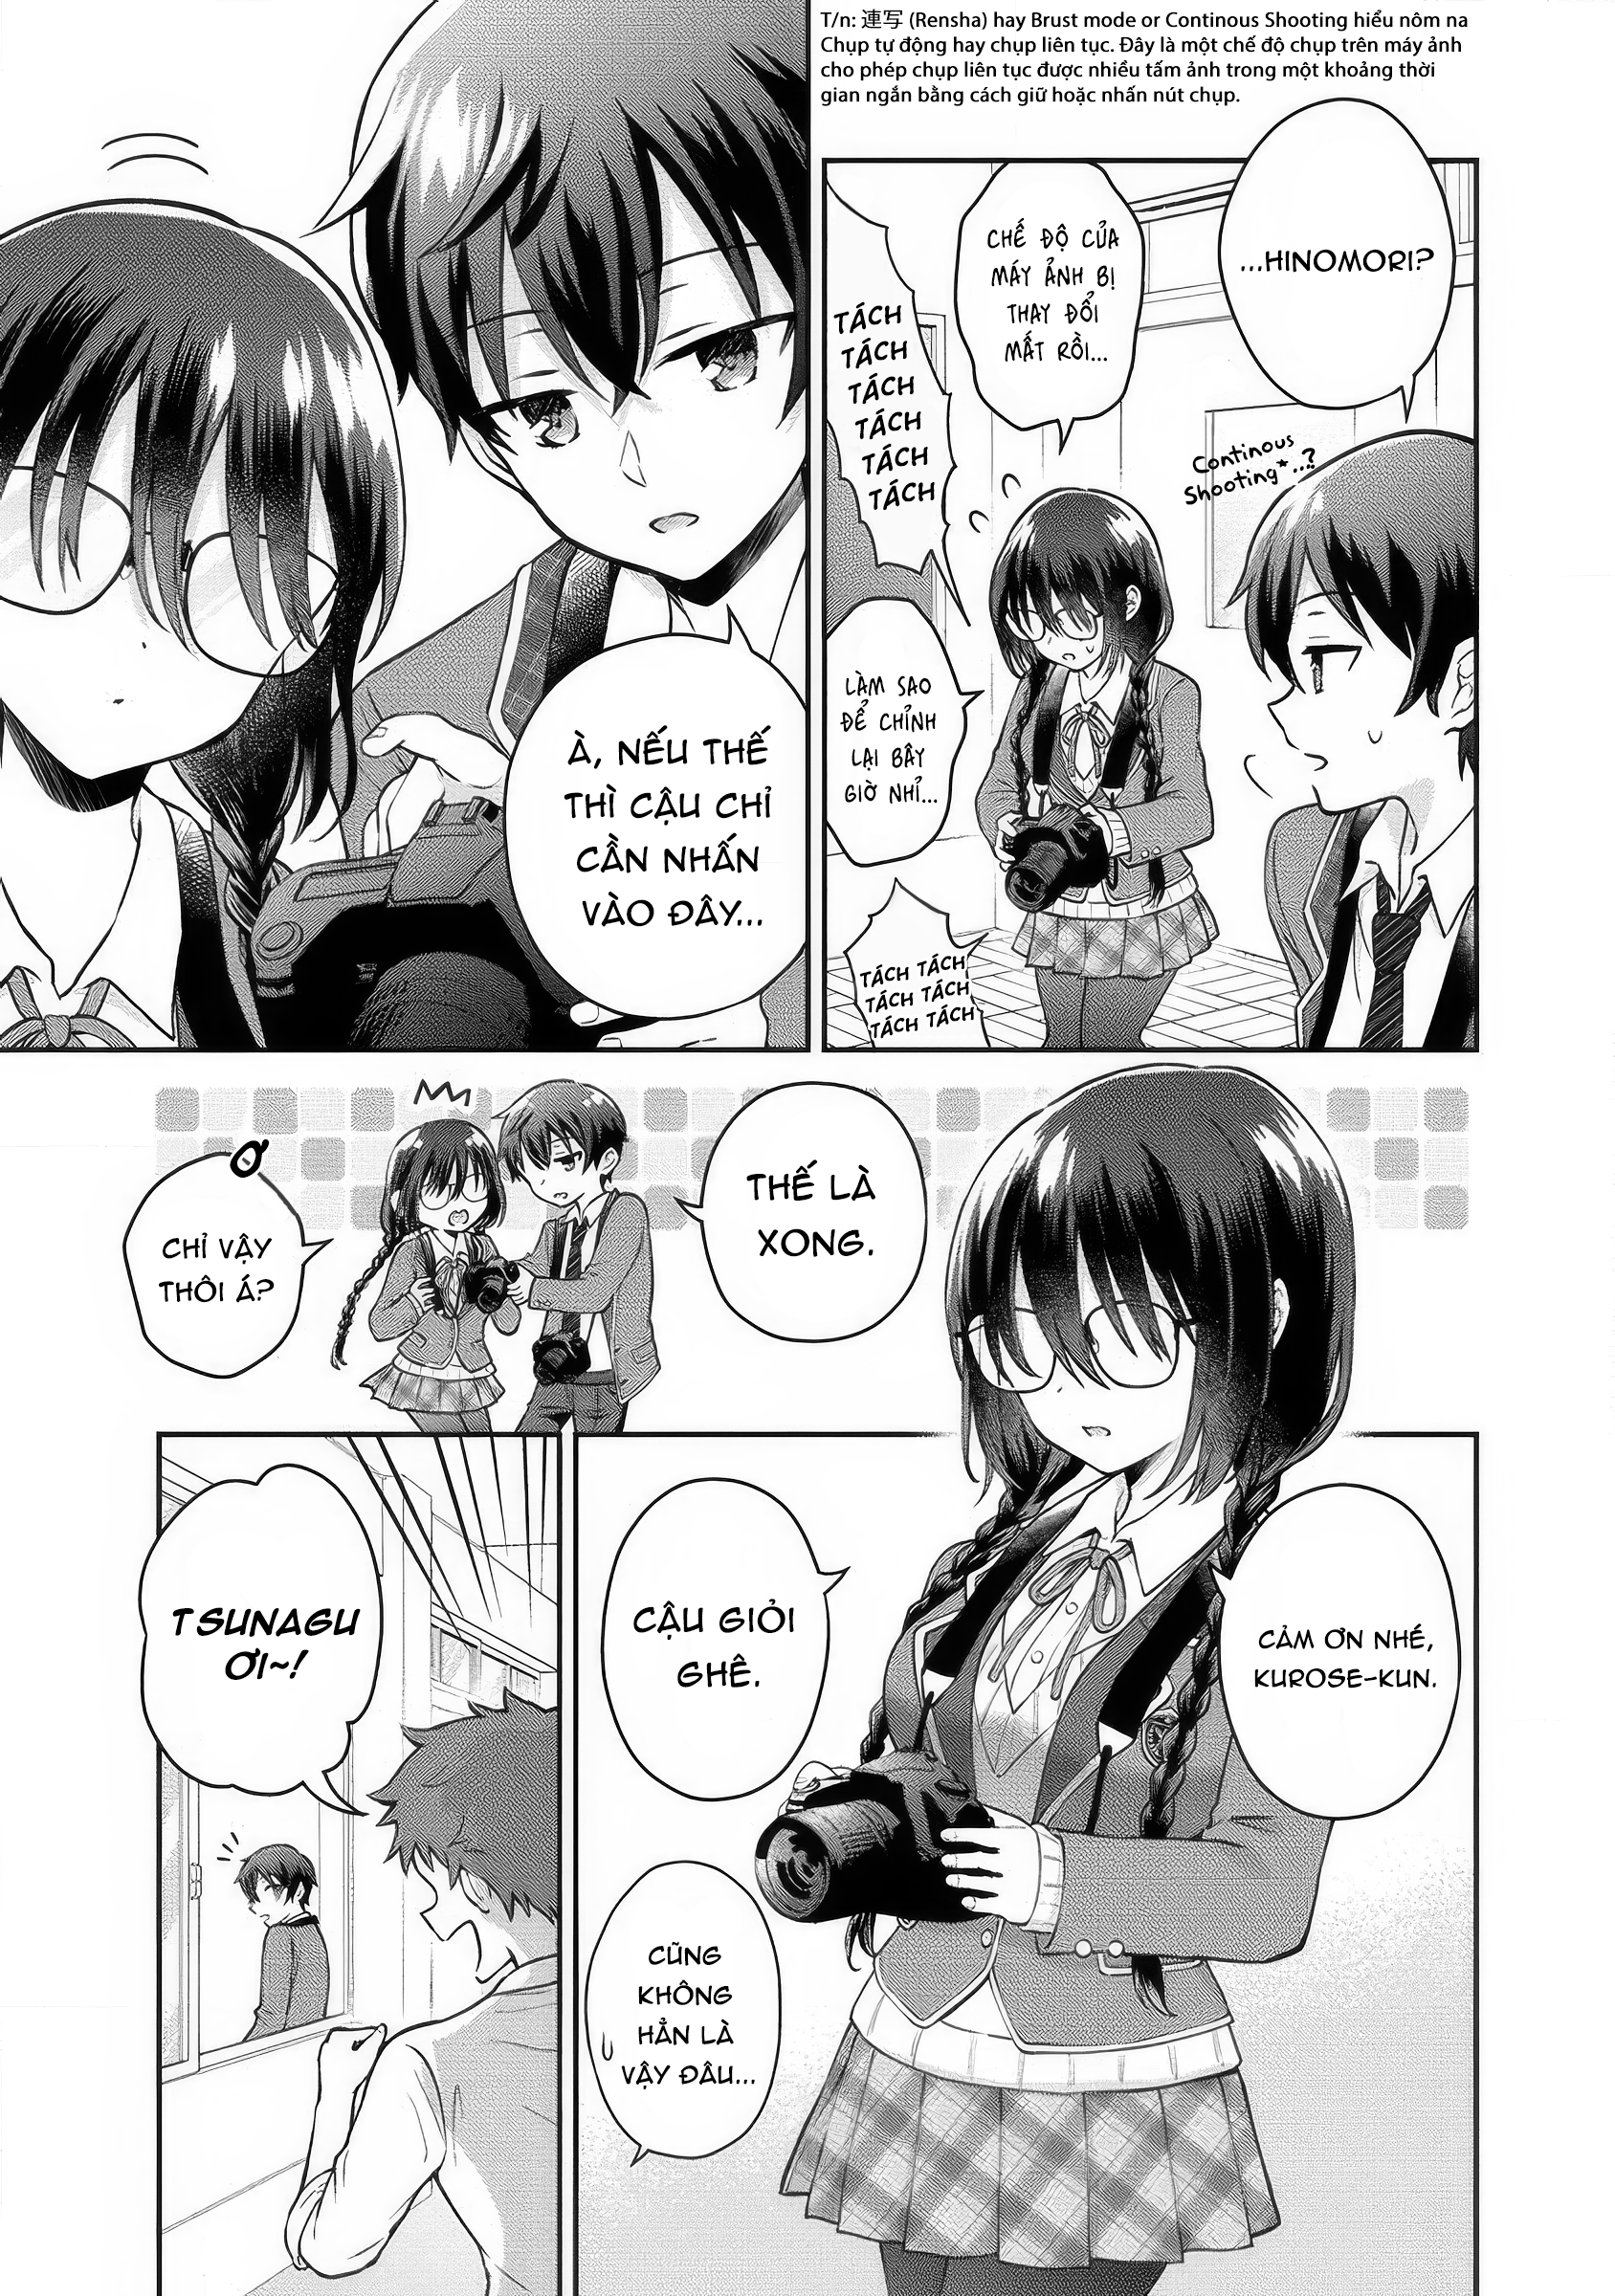 T/n: 連写 (Rensha) hay Brust mode or Continous Shooting hiểu nôm na
Chụp tự động hay chụp liên tục. Đây là một chế độ chụp trên máy ảnh
cho phép chụp liên tục được nhiều tấm ảnh trong một khoảng thời
gian ngắn bằng cách giữ hoặc nhấn nút chụp.
...HINOMORI?
Continous
Shooting*...?
CHẾ ĐỘ CỦA
MÁY ẢNH BỊ
THAY ĐỔI
MẤT RỒI...
TÁCH
TÁCH
TÁCH
TÁCH
TÁCH
TÁCH
LÀM SAO
ĐỂ CHỈNH
LẠI BÂY
GIỜ NHỈ...
TÁCH TÁCH
TÁCH TÁCH
TÁCH TÁCH
À, NẾU THẾ
THÌ CẬU CHỈ
CẦN NHẤN
VÀO ĐÂY...
THẾ LÀ
XONG.
CHỈ VẬY
THÔI Á?
CẢM ƠN NHÉ,
KUROSE-KUN.
CẬU GIỎI
GHÊ.
CŨNG
KHÔNG
HẲN LÀ
VẬY ĐÂU...
TSUNAGU
ƠI~!